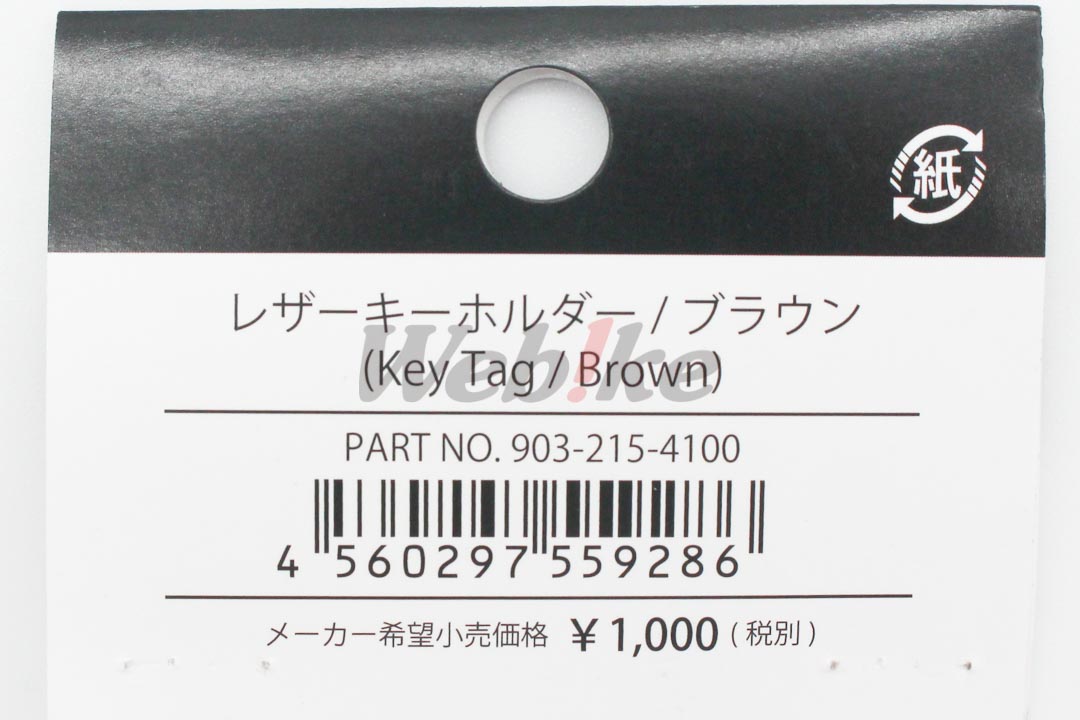 紙
レザーキーホルダー / ブラウン
(Key Tag / Brown)
Web!ke
PART NO. 903-215-4100
4 560297 559286
メーカー希望小売価格 ¥ 1,000 ( 税別 )